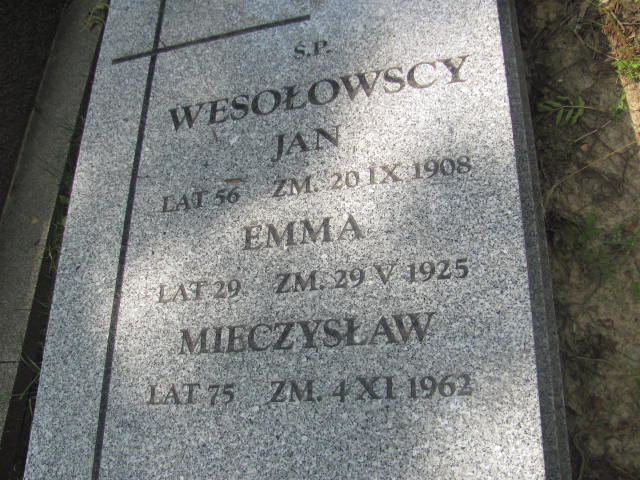 Ś.P.
WESOŁOWSCY
JAN
LAT 56 ZM. 20 IX 1908
EMMA
LAT 29 ZM. 29 V 1925
MIECZYSŁAW
LAT 75 ZM. 4 XI 1962